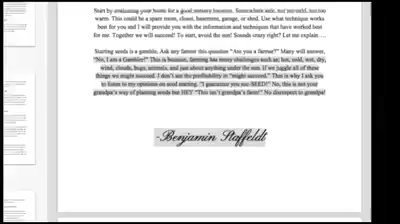 Start by evaluating your home for a good nursery location.
warm. This could be a spare room, closet, basement, garage, or shed. Use what technique works
best for you and I will provide you with the information and techniques that have worked best
for me. Together we will succeed! To start, avoid the sun! Sounds crazy right? Let me explain…
Starting seeds is a gamble. Ask any farmer this question "Are you a farmer?" Many will answer,
"No, I am a Gambler!" This is because, farming has many challenges such as; hot, cold, wet, dry,
wind, clouds, bugs, animals, and just about anything under the sun. If we juggle all of these
things we might succeed. I don't see the profitability in "might succeed." This is why I ask you
to listen to my opinions on seed starting. "I guarantee you can SEED!" No, this is not your
grandpa's way of planting seeds but HEY "This isn't grandpa's farm!" No disrespect to grandpa!
-Benjamin Staffeldt